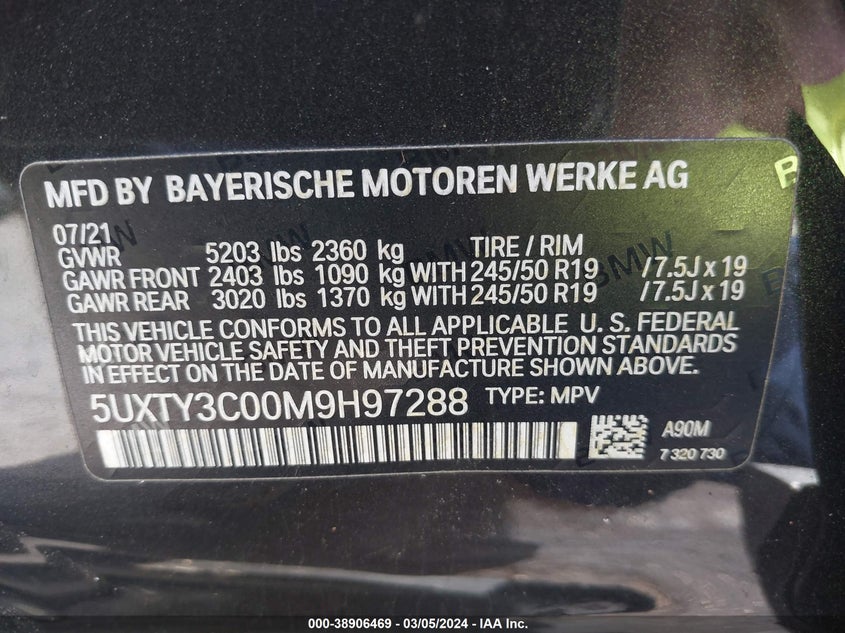 MFD BY BAYERISCHE MOTOREN WERKE AG
07/21
GVWR 5203 lbs 2360 kg TIRE / RIM
GAWR FRONT 2403 lbs 1090 kg WITH 245/50 R19 /7.5J x 19
GAWR REAR 3020 lbs 1370 kg WITH 245/50 R19 /7.5J x 19
THIS VEHICLE CONFORMS TO ALL APPLICABLE U. S. FEDERAL
MOTOR VEHICLE SAFETY AND THEFT PREVENTION STANDARDS
IN EFFECT ON THE DATE OF MANUFACTURE SHOWN ABOVE.
5UXTY3C00M9H97288 TYPE: MPV
A90M
7 320 730
000-38906469 - 03/05/2024 - IAA Inc.